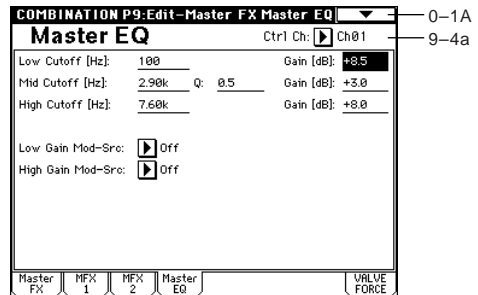 COMBINATION P9:Edit-Master FX Master EQ
0–1A
Master EQ Ctrl Ch: Ch01
9–4a
Low Cutoff [Hz]: 100 Gain [dB]: +8.5
Mid Cutoff [Hz]: 2.90k Q: 0.5 Gain [dB]: +3.0
High Cutoff [Hz]: 7.60k Gain [dB]: +8.0
Low Gain Mod-Src: Off
High Gain Mod-Src: Off
Master FX MFX 1 MFX 2 Master EQ VALVE FORCE